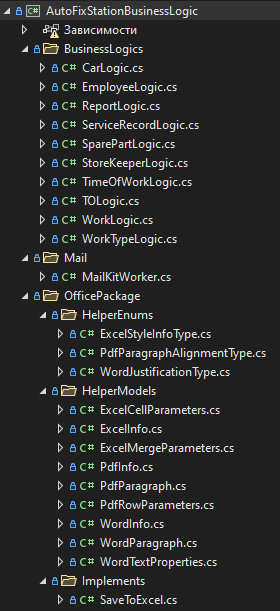 AutoFixStationBusinessLogic
Зависимости
BusinessLogics
C# CarLogic.cs
C# EmployeeLogic.cs
C# ReportLogic.cs
C# ServiceRecordLogic.cs
C# SparePartLogic.cs
C# StoreKeeperLogic.cs
C# TimeOfWorkLogic.cs
C# TOLogic.cs
C# WorkLogic.cs
C# WorkTypeLogic.cs
Mail
C# MailKitWorker.cs
OfficePackage
HelperEnums
C# ExcelStyleInfoType.cs
C# PdfParagraphAlignmentType.cs
C# WordJustificationType.cs
HelperModels
C# ExcelCellParameters.cs
C# ExcelInfo.cs
C# ExcelMergeParameters.cs
C# PdfInfo.cs
C# PdfParagraph.cs
C# PdfRowParameters.cs
C# WordInfo.cs
C# WordParagraph.cs
C# WordTextProperties.cs
Implements
C# SaveToExcel.cs